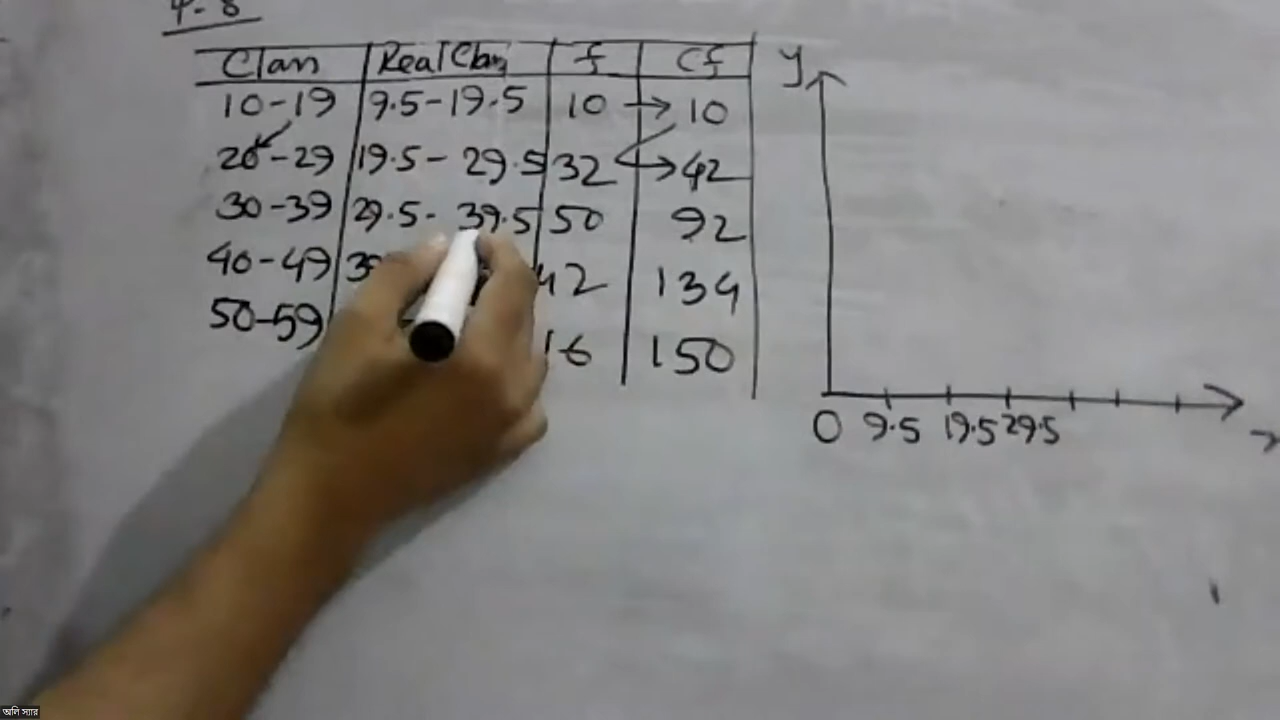 Class Real Class f Cf y
10-19 9.5-19.5 10 → 10
20-29 19.5-29.5 32 → 42
30-39 29.5-39.5 50 92
40-49 42 134
50-59 16 150
0 9.5 19.5 29.5
অলি স্যার